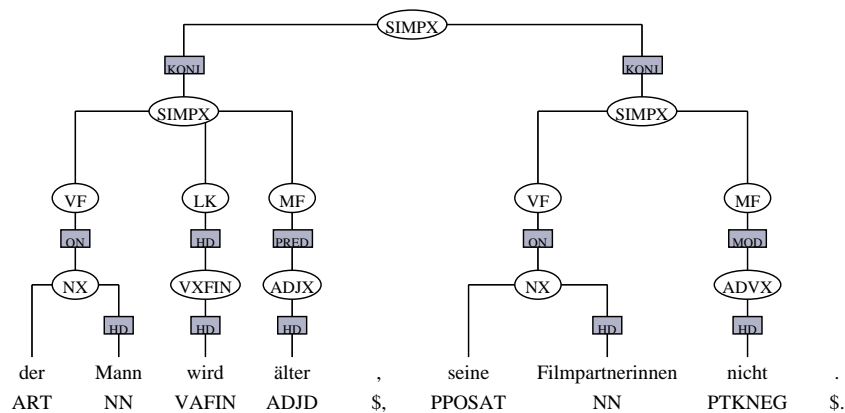 SIMPX
KONJ KONJ
SIMPX SIMPX
VF LK MF VF MF
ON HD PRED ON MOD
NX VXFIN ADJX NX ADVX
HD HD HD HD HD
der Mann wird älter , seine Filmpartnerinnen nicht .
ART NN VAFIN ADJD $, PPOSAT NN PTKNEG $.